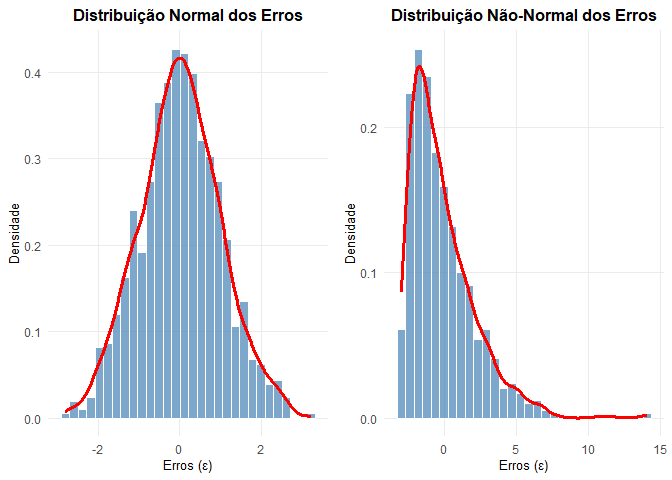 Distribuição Normal dos Erros
Densidade
0.4
0.3
0.2
0.1
0.0
-2
0
2
Erros (ε)
Distribuição Não-Normal dos Erros
Densidade
0.2
0.1
0.0
0
5
10
15
Erros (ε)